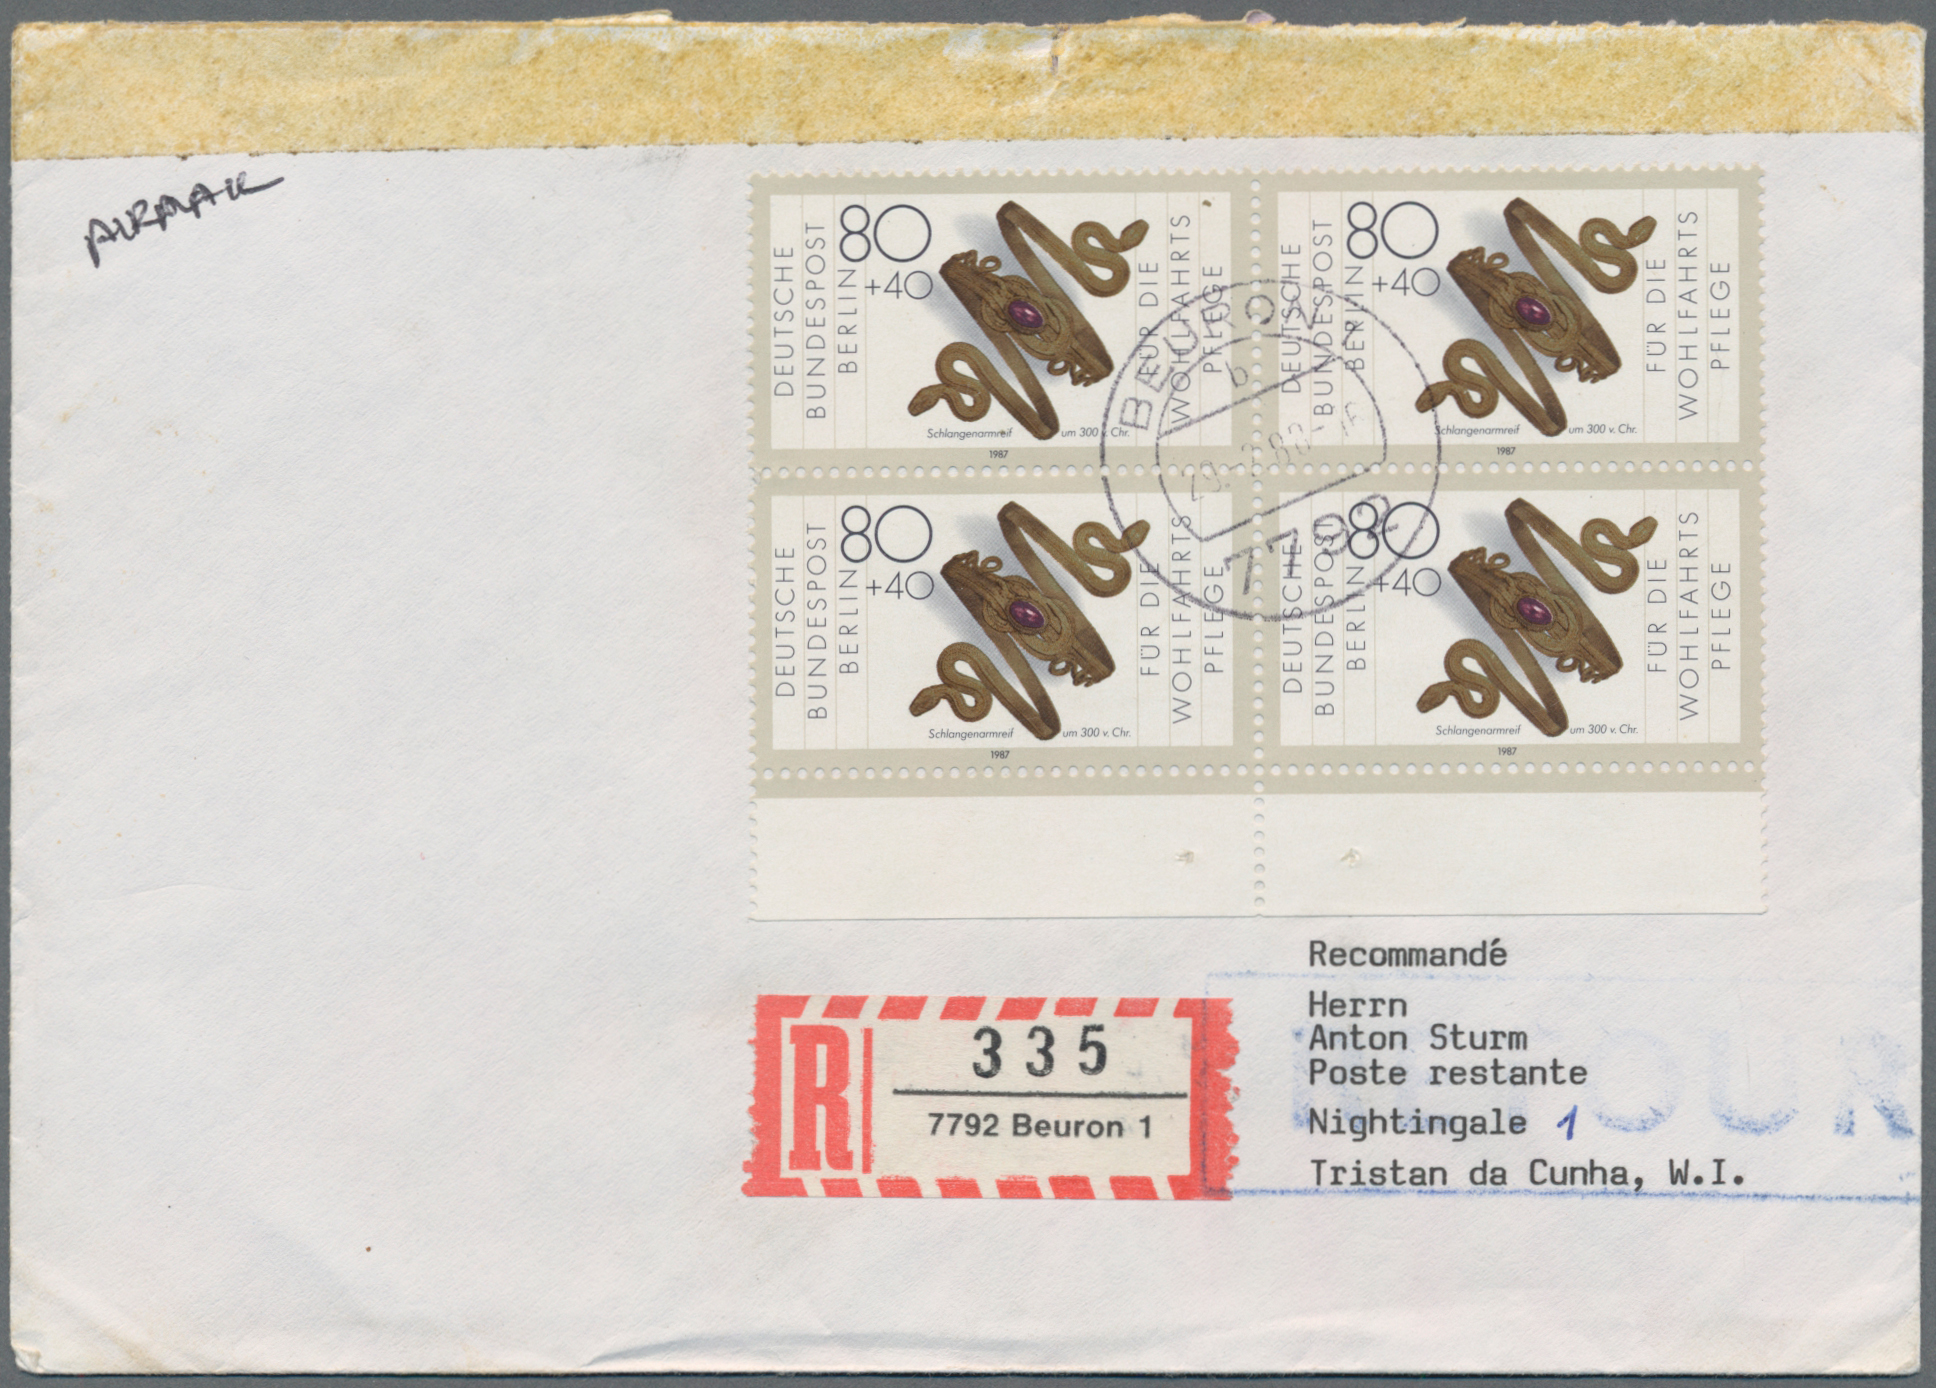 AIRMAIL
DEUTSCHE
BUNDESPOST
BERLIN
80
+40
FÜR DIE
WOHLFAHRTS
PFLEGE
Schlangenarmreif um 300 v. Chr.
1987
DEUTSCHE
BUNDESPOST
BERLIN
80
+40
FÜR DIE
WOHLFAHRTS
PFLEGE
Schlangenarmreif um 300 v. Chr.
1987
DEUTSCHE
BUNDESPOST
BERLIN
80
+40
FÜR DIE
WOHLFAHRTS
PFLEGE
Schlangenarmreif um 300 v. Chr.
1987
DEUTSCHE
BUNDESPOST
BERLIN
80
+40
FÜR DIE
WOHLFAHRTS
PFLEGE
Schlangenarmreif um 300 v. Chr.
1987
BEURON 1
b
7792
R
335
7792 Beuron 1
Recommandé
Herrn
Anton Sturm
Poste restante
Nightingale 1
Tristan da Cunha, W.I.